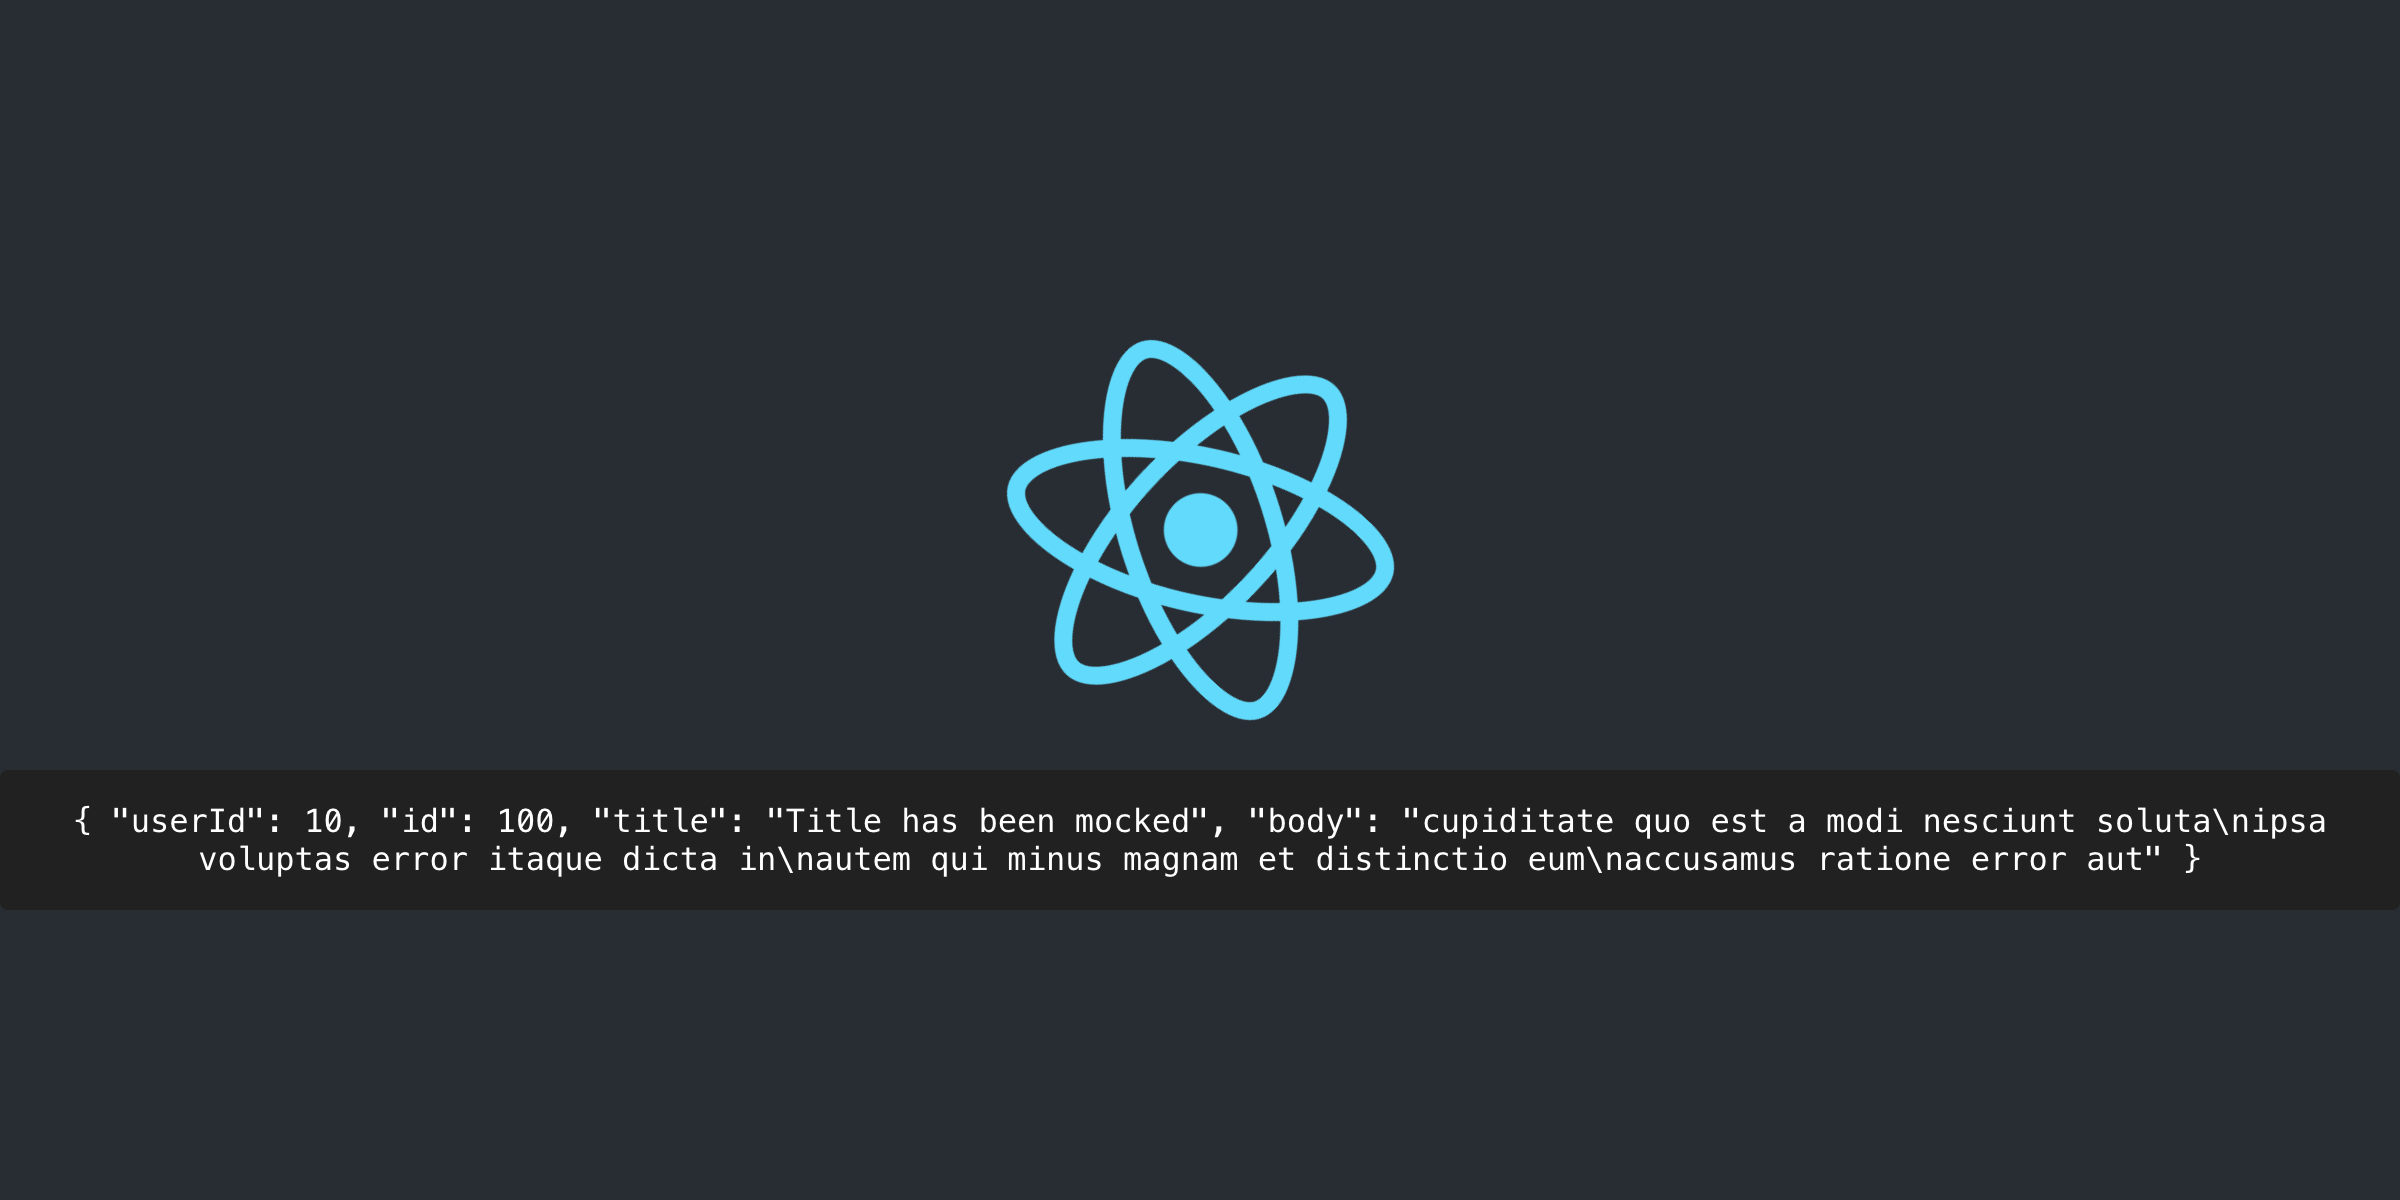 { "userId": 10, "id": 100, "title": "Title has been mocked", "body": "cupiditate quo est a modi nesciunt soluta\nipsa
voluptas error itaque dicta in\nautem qui minus magnam et distinctio eum\naccusamus ratione error aut" }